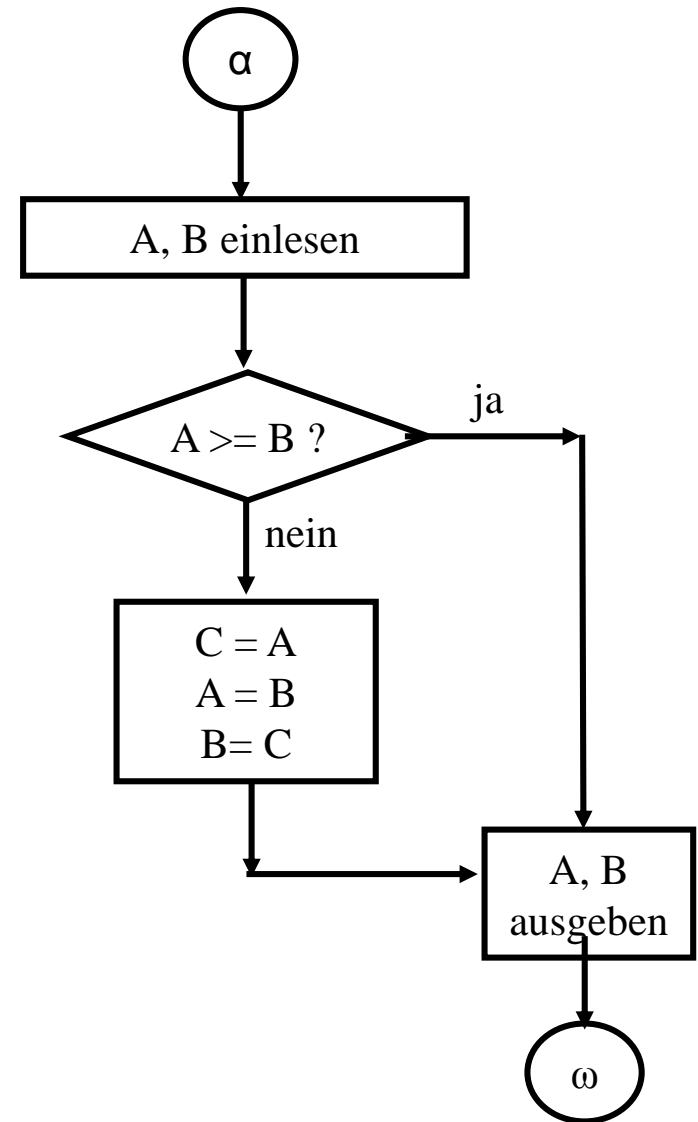 α
A, B einlesen
A >= B ?
ja
nein
C = A
A = B
B= C
A, B
ausgeben
ω